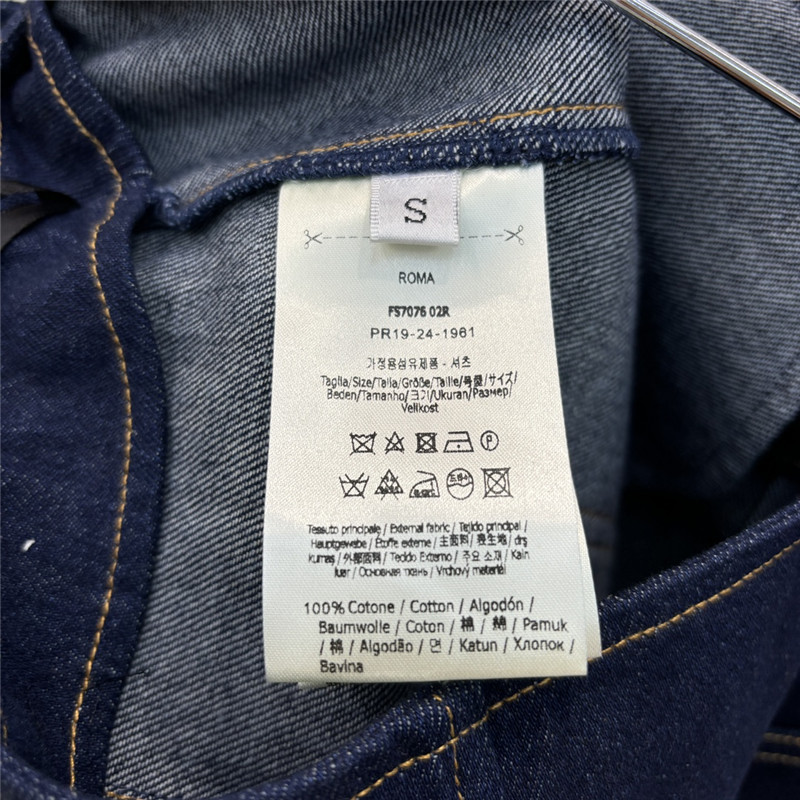 S
ROMA
FS7076 02R
PR19-24-1961
가정용섬유제품 - 셔츠
Taglia/Size/Talla/Größe/Taille/号型/サイズ/
Beden/Tamanho/크기/Ukuran/Размер/
Velikost
Tessuto principale / External fabric / Tejido principal /
Hauptgewebe / Étoffe externe / 主面料 / 表生地 / dış
kumaş / 外部面料 / Tecido Externo / 주요 소재 / Kain
luar / Основная ткань / Vrchový materiál
100% Cotone / Cotton / Algodón /
Baumwolle / Coton / 棉 / 綿 / Pamuk
/ 棉 / Algodão / 면 / Katun / Хлопок /
Bavlna